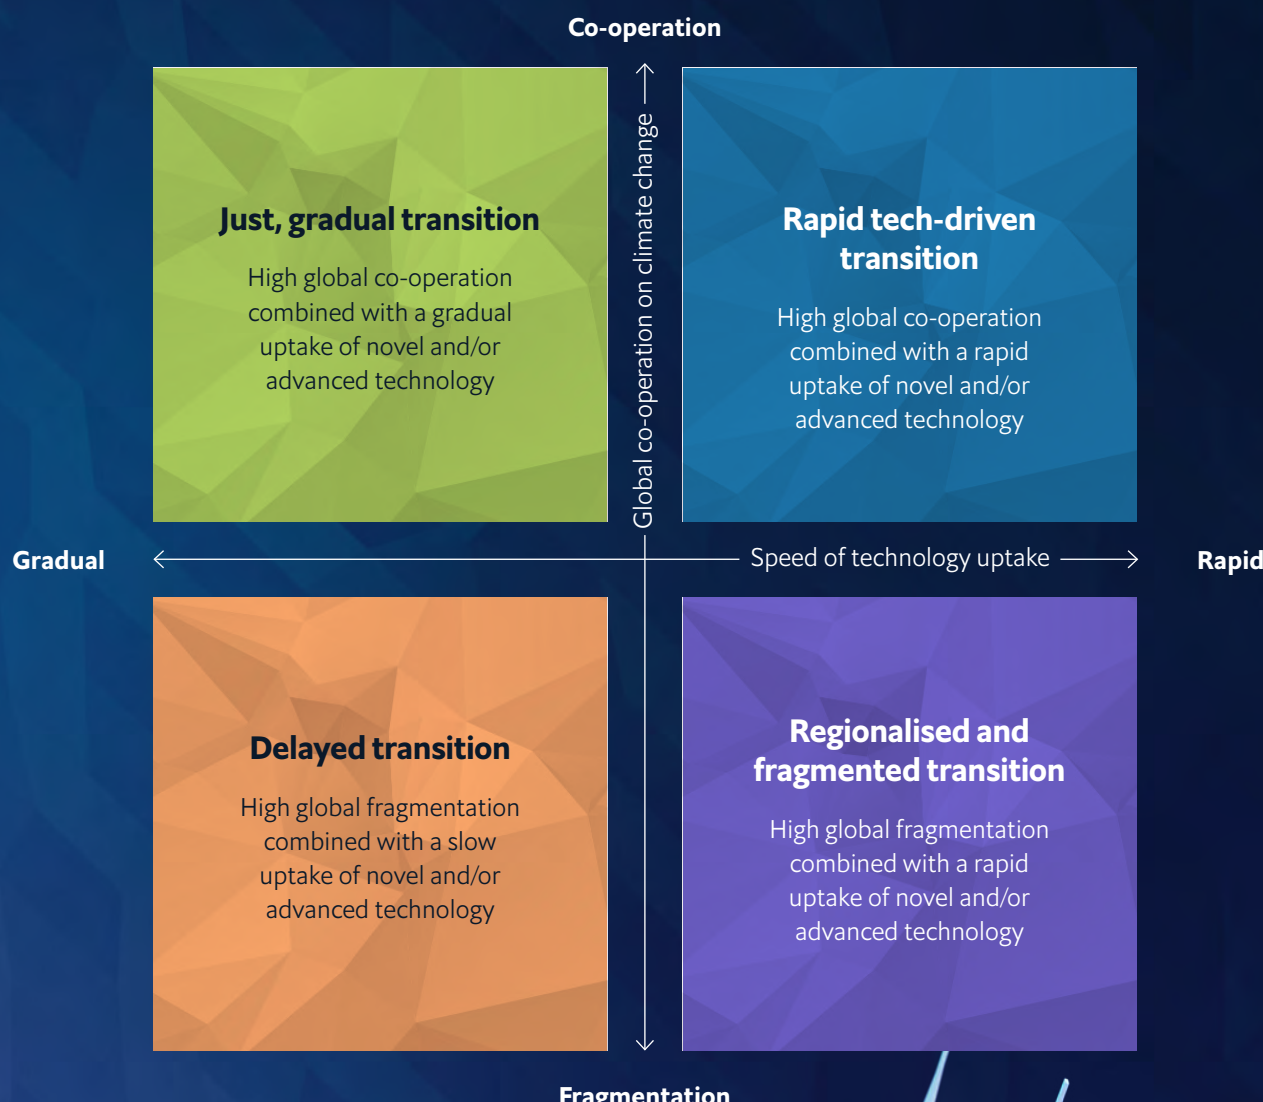 Co-operation
Just, gradual transition
High global co-operation
combined with a gradual
uptake of novel and/or
advanced technology
Global co-operation on climate change
Rapid tech-driven
transition
High global co-operation
combined with a rapid
uptake of novel and/or
advanced technology
Gradual
Speed of technology uptake
Rapid
Delayed transition
High global fragmentation
combined with a slow
uptake of novel and/or
advanced technology
Regionalised and
fragmented transition
High global fragmentation
combined with a rapid
uptake of novel and/or
advanced technology
Fragmentation